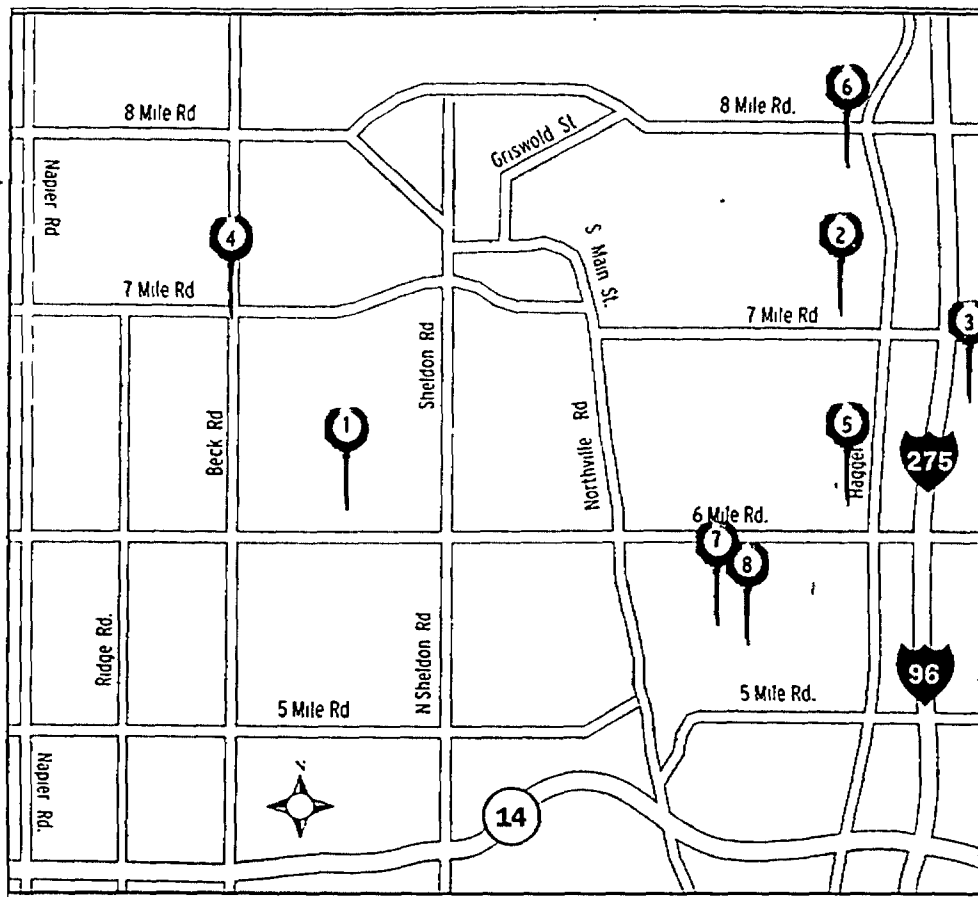 6
8 Mile Rd
8 Mile Rd.
Griswold St
Napier Rd
4
2
S Main St.
7 Mile Rd
7 Mile Rd
3
Sheldon Rd
Beck Rd
1
Northville Rd
5
Hagger
275
6 Mile Rd.
7
8
Ridge Rd.
N Sheldon Rd
96
5 Mile Rd
5 Mile Rd.
Napier Rd.
14